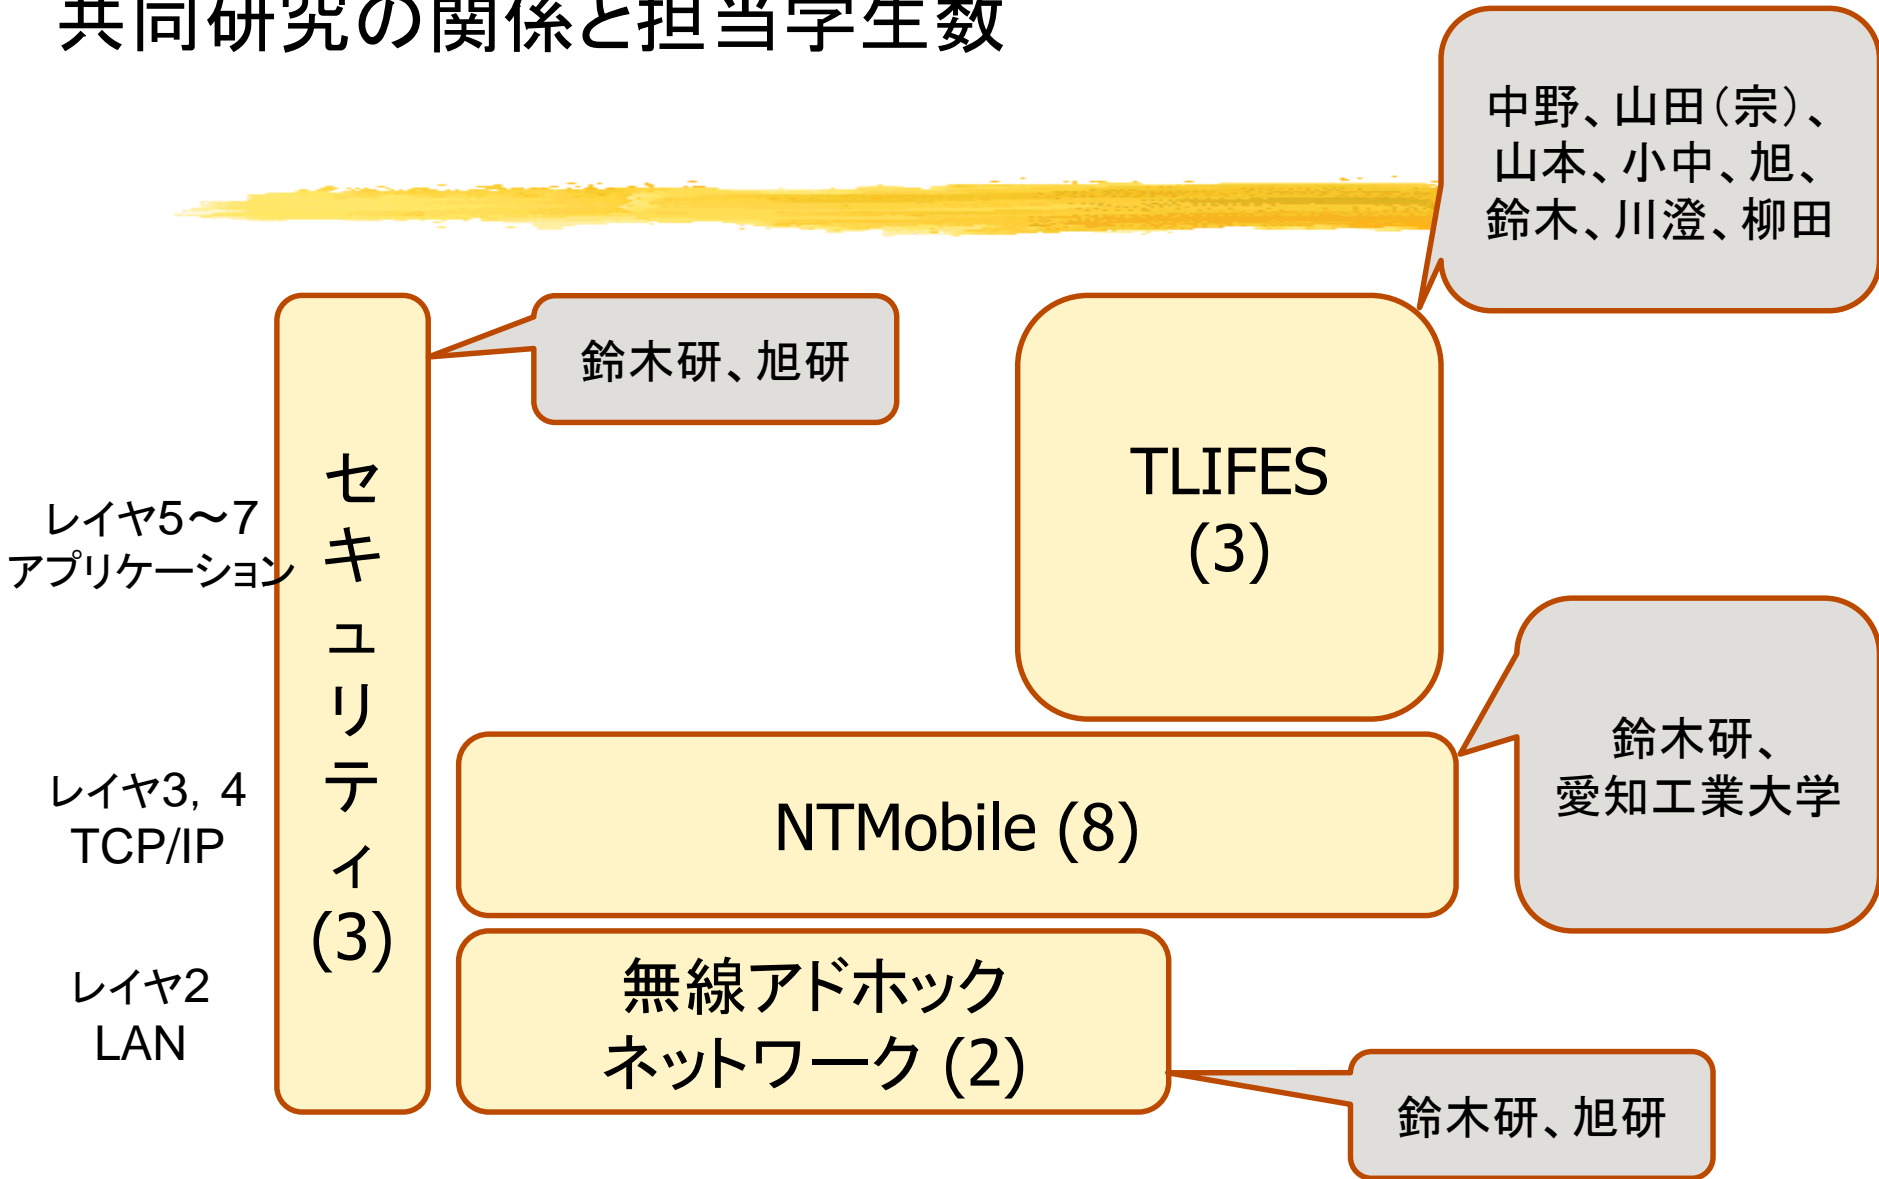 共同研究の関係と担当学生数
中野、山田（宗）、
山本、小中、旭、
鈴木、川澄、柳田
鈴木研、旭研
セキュリティ
(3)
TLIFES
(3)
レイヤ5～7
アプリケーション
鈴木研、
愛知工業大学
レイヤ3，4
TCP/IP
NTMobile (8)
レイヤ2
LAN
無線アドホック
ネットワーク (2)
鈴木研、旭研